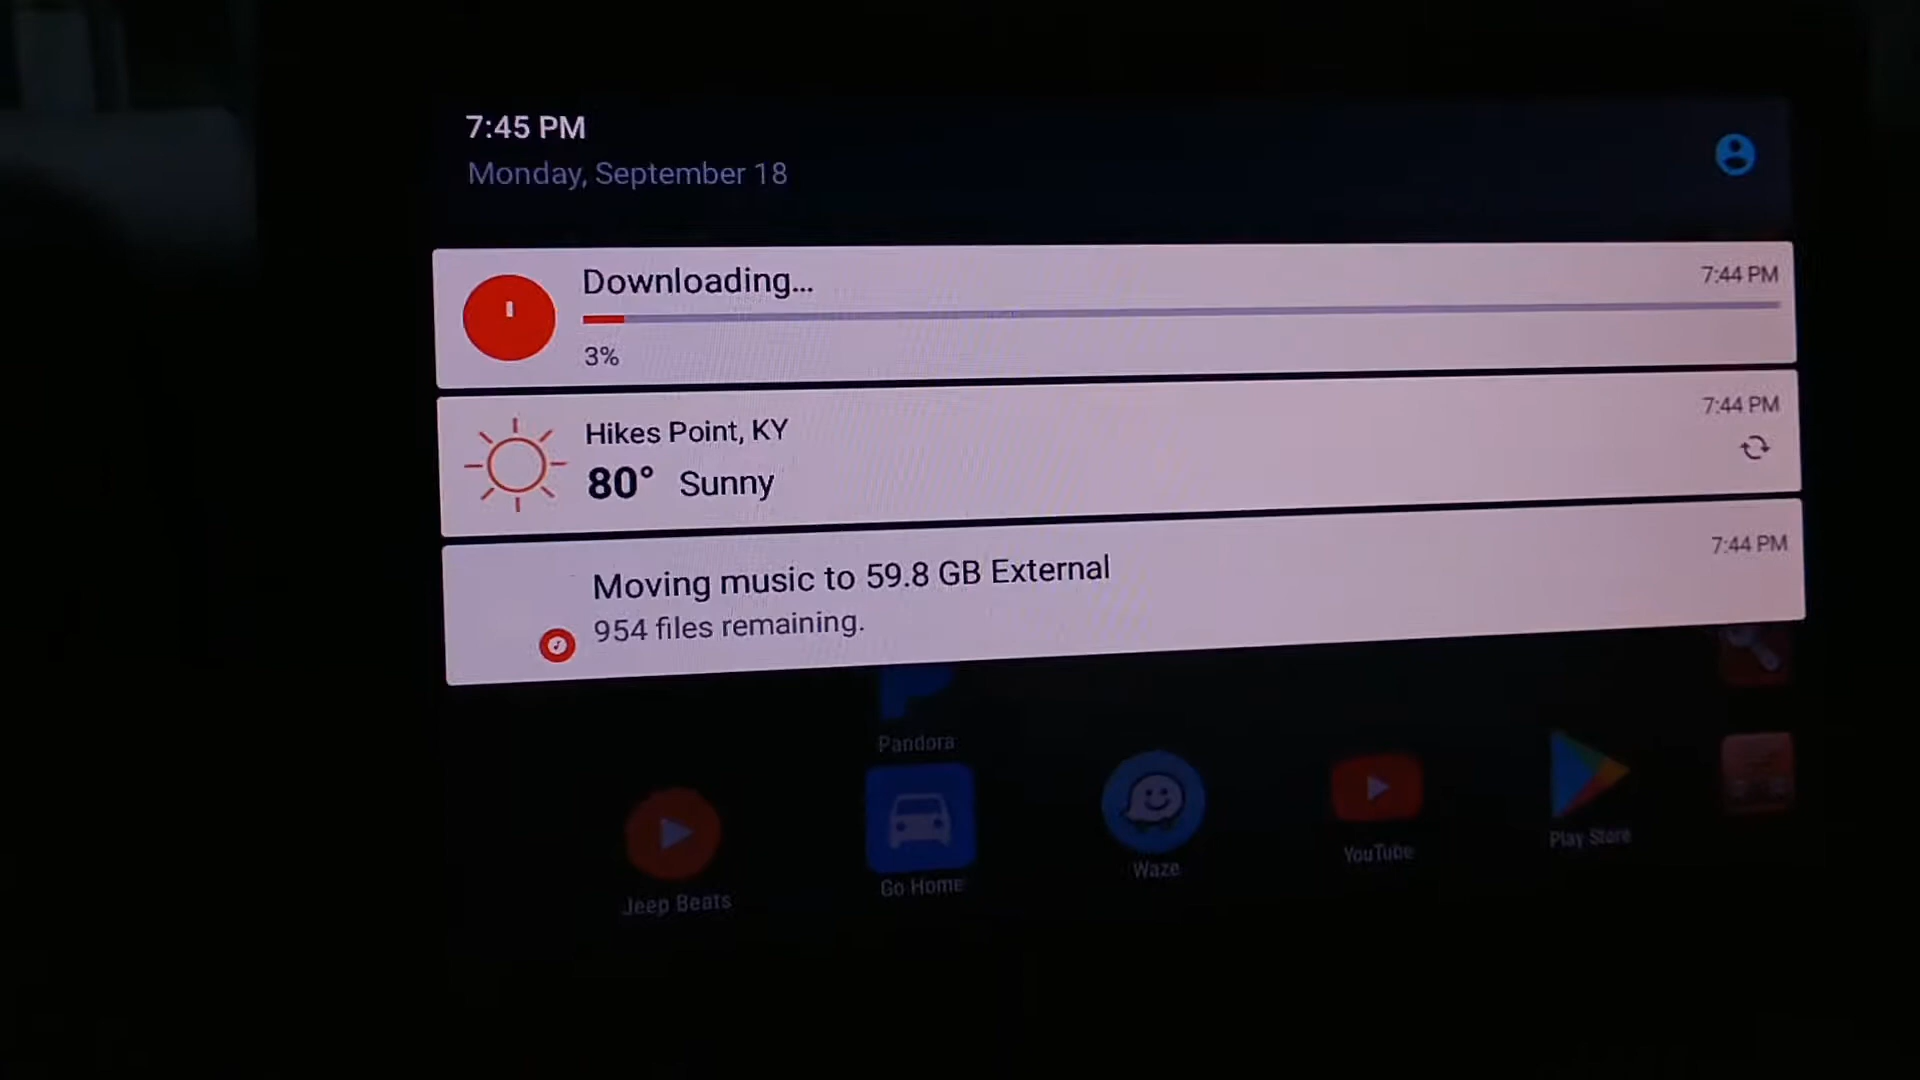 7:45 PM
Monday, September 18
Downloading...
7:44 PM
3%
Hikes Point, KY
7:44 PM
80° Sunny
Moving music to 59.8 GB External
7:44 PM
954 files remaining.
Pandora
Jeep Beats
Go Home
Waze
YouTube
Play Store